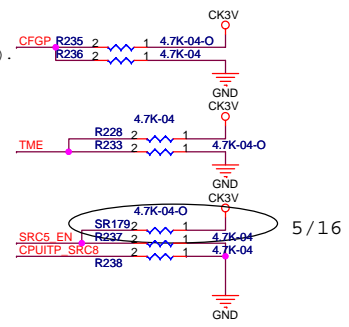 CK3V
CFGP R235 2 1 4.7K-04-O
).
R236 2 1 4.7K-04
GND
CK3V
4.7K-04
R228 2 1
TME R233 2 1 4.7K-04-O
GND
CK3V
4.7K-04-O
SR179 2 1 5/16
SRC5_EN R237 2 1 4.7K-04
CPUITP_SRC8 2 1 4.7K-04
R238
GND